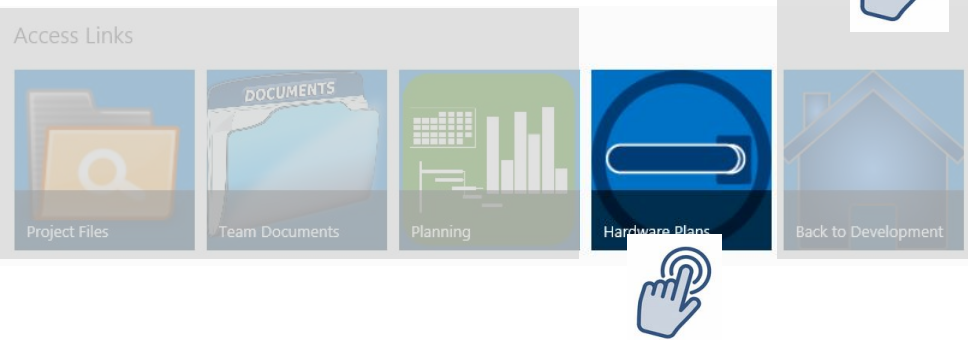 Access Links
DOCUMENTS
Project Files
Team Documents
Planning
Hardware Plans
Back to Development